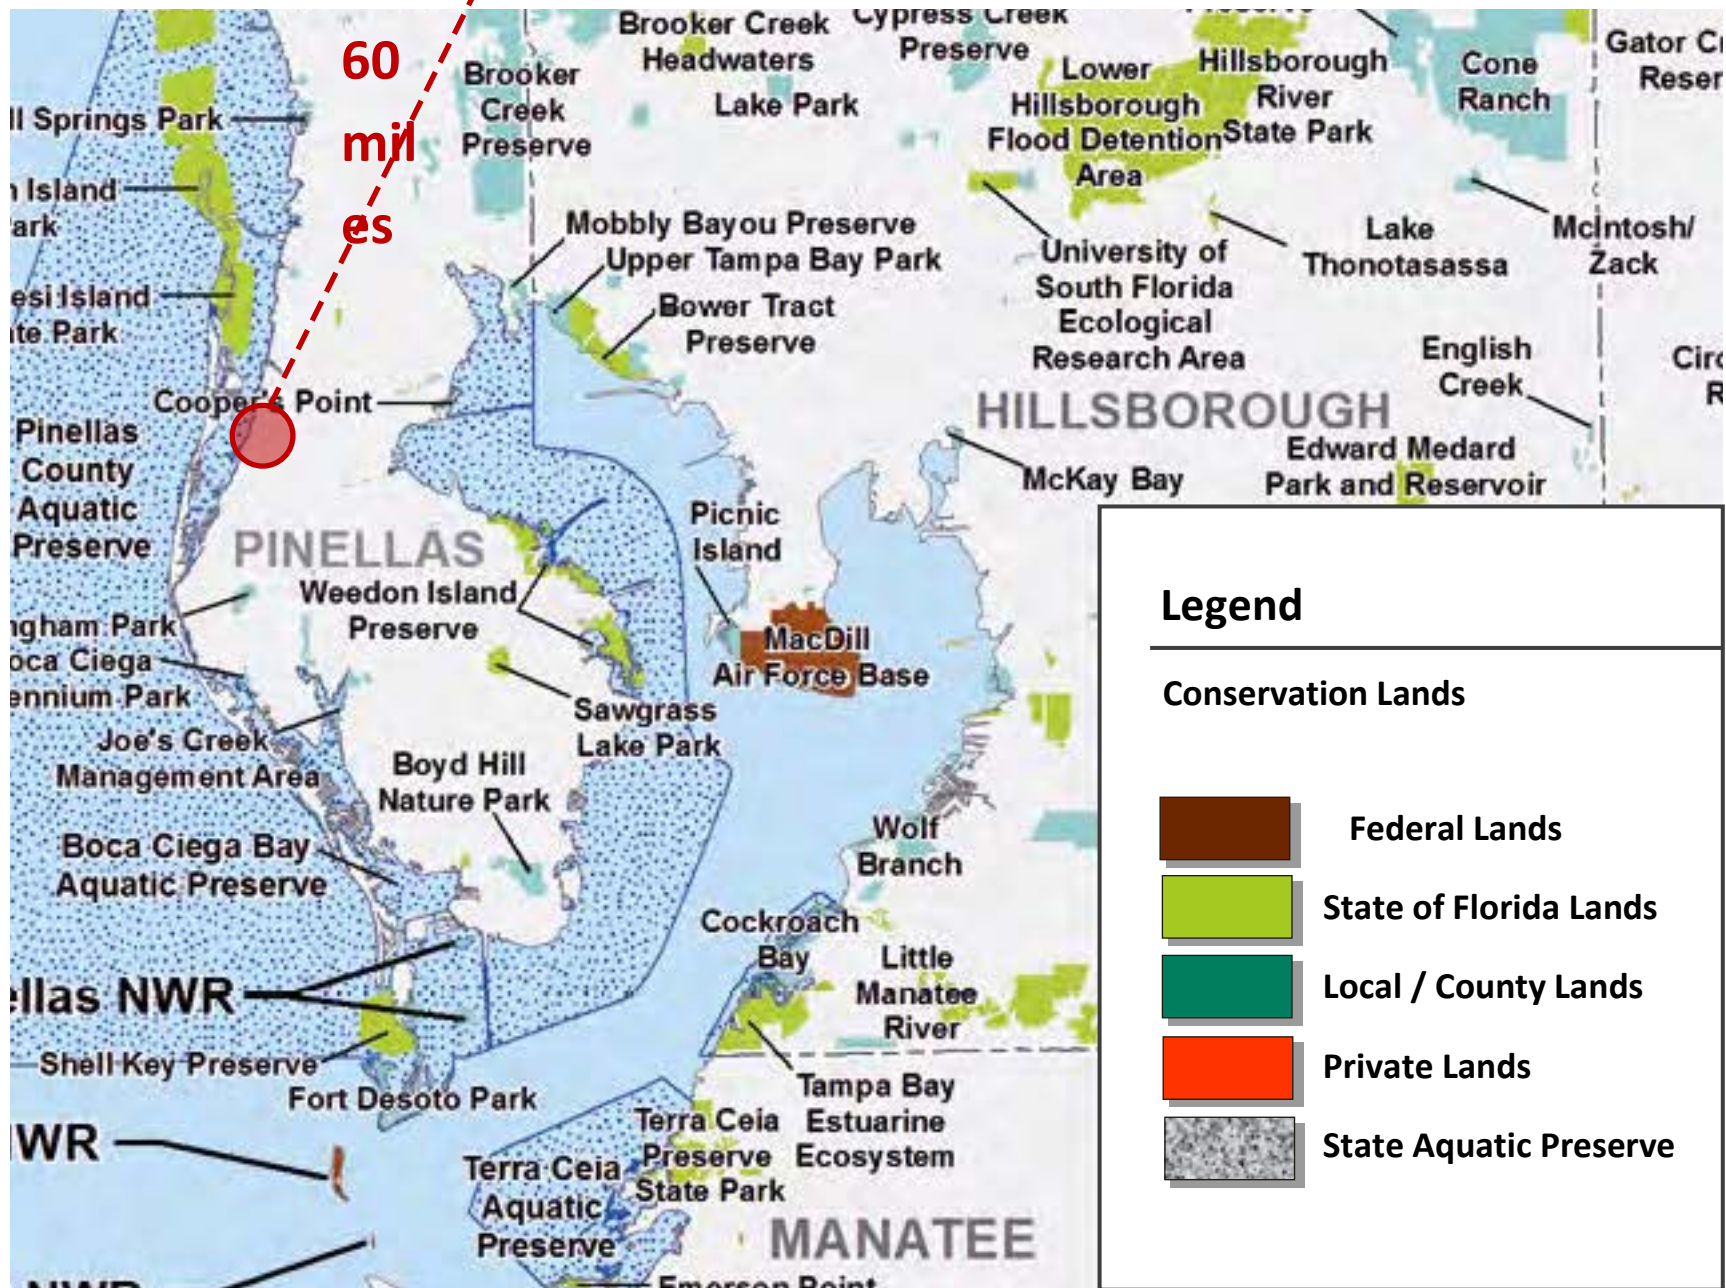 60
mil
es
Brooker Creek
Headwaters
Cypress Creek
Preserve
Brooker
Creek
Preserve
Lake Park
Lower
Hillsborough
Flood Detention
Area
Hillsborough
River
State Park
Cone
Ranch
Gator
ll Springs Park
Island
esi Island
te Park
Mobbly Bayou Preserve
Upper Tampa Bay Park
Bower Tract
Preserve
University of
South Florida
Ecological
Research Area
Lake
Thonotasassa
McIntosh/
Zack
English
Creek
Cooper's Point
HILLSBOROUGH
Edward Medard
Park and Reservoir
McKay Bay
Pinellas
County
Aquatic
Preserve
PINELLAS
Picnic
Island
Weedon Island
Preserve
MacDill
Air Force Base
ngham Park
oca Ciega
ennium Park
Sawgrass
Lake Park
Joe's Creek
Management Area
Boyd Hill
Nature Park
Boca Ciega Bay
Aquatic Preserve
Wolf
Branch
Cockroach
Bay
Little
Manatee
River
ellas NWR
Shell Key Preserve
Fort Desoto Park
Tampa Bay
Estuarine
Ecosystem
Terra Ceia
Preserve
State Park
WR
Terra Ceia
Aquatic
Preserve
MANATEE
NWR
Emerson Point
Legend
Conservation Lands
Federal Lands
State of Florida Lands
Local / County Lands
Private Lands
State Aquatic Preserve